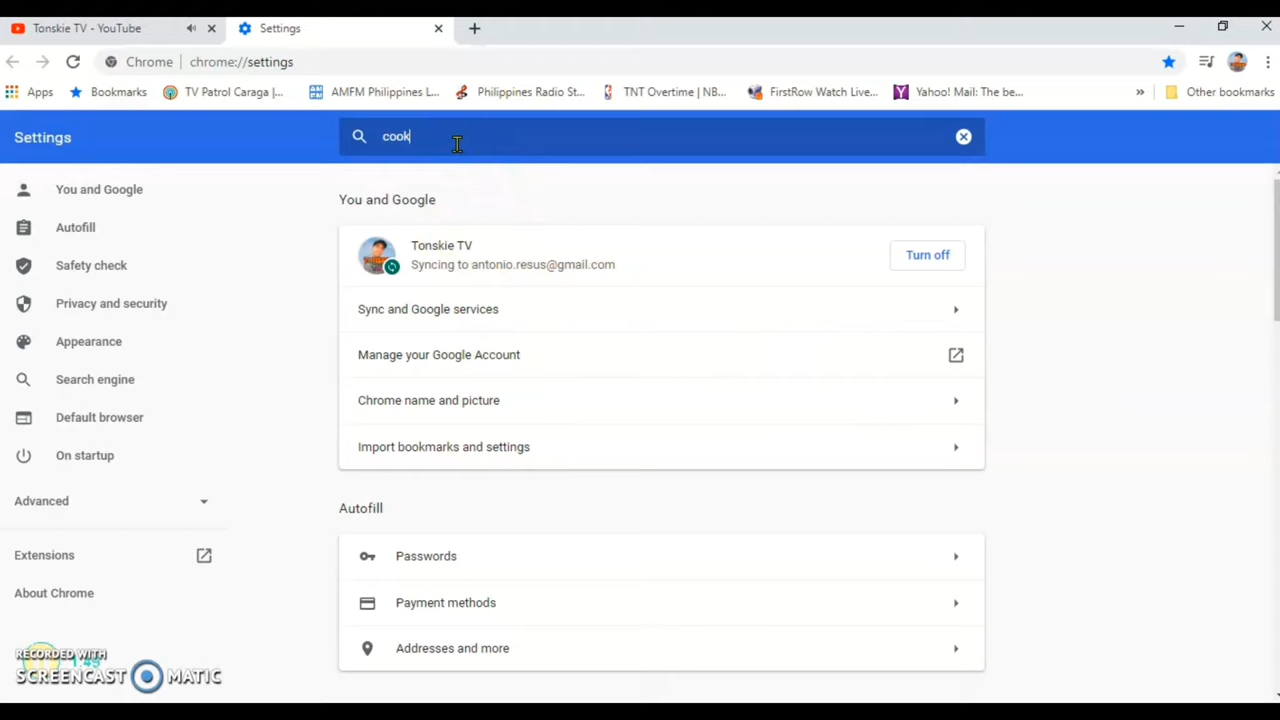 Tonskie TV - YouTube
Settings
Chrome
chrome://settings
Apps
Bookmarks
TV Patrol Caraga |...
AMFM Philippines L...
Philippines Radio St...
TNT Overtime | NB...
FirstRow Watch Live...
Yahoo! Mail: The be...
»
Other bookmarks
Settings
cook
You and Google
Autofill
Safety check
Privacy and security
Appearance
Search engine
Default browser
On startup
Advanced
Extensions
About Chrome
You and Google
Tonskie TV
Syncing to antonio.resus@gmail.com
Turn off
Sync and Google services
Manage your Google Account
Chrome name and picture
Import bookmarks and settings
Autofill
Passwords
Payment methods
Addresses and more
RECORDED WITH
SCREENCAST MATIC